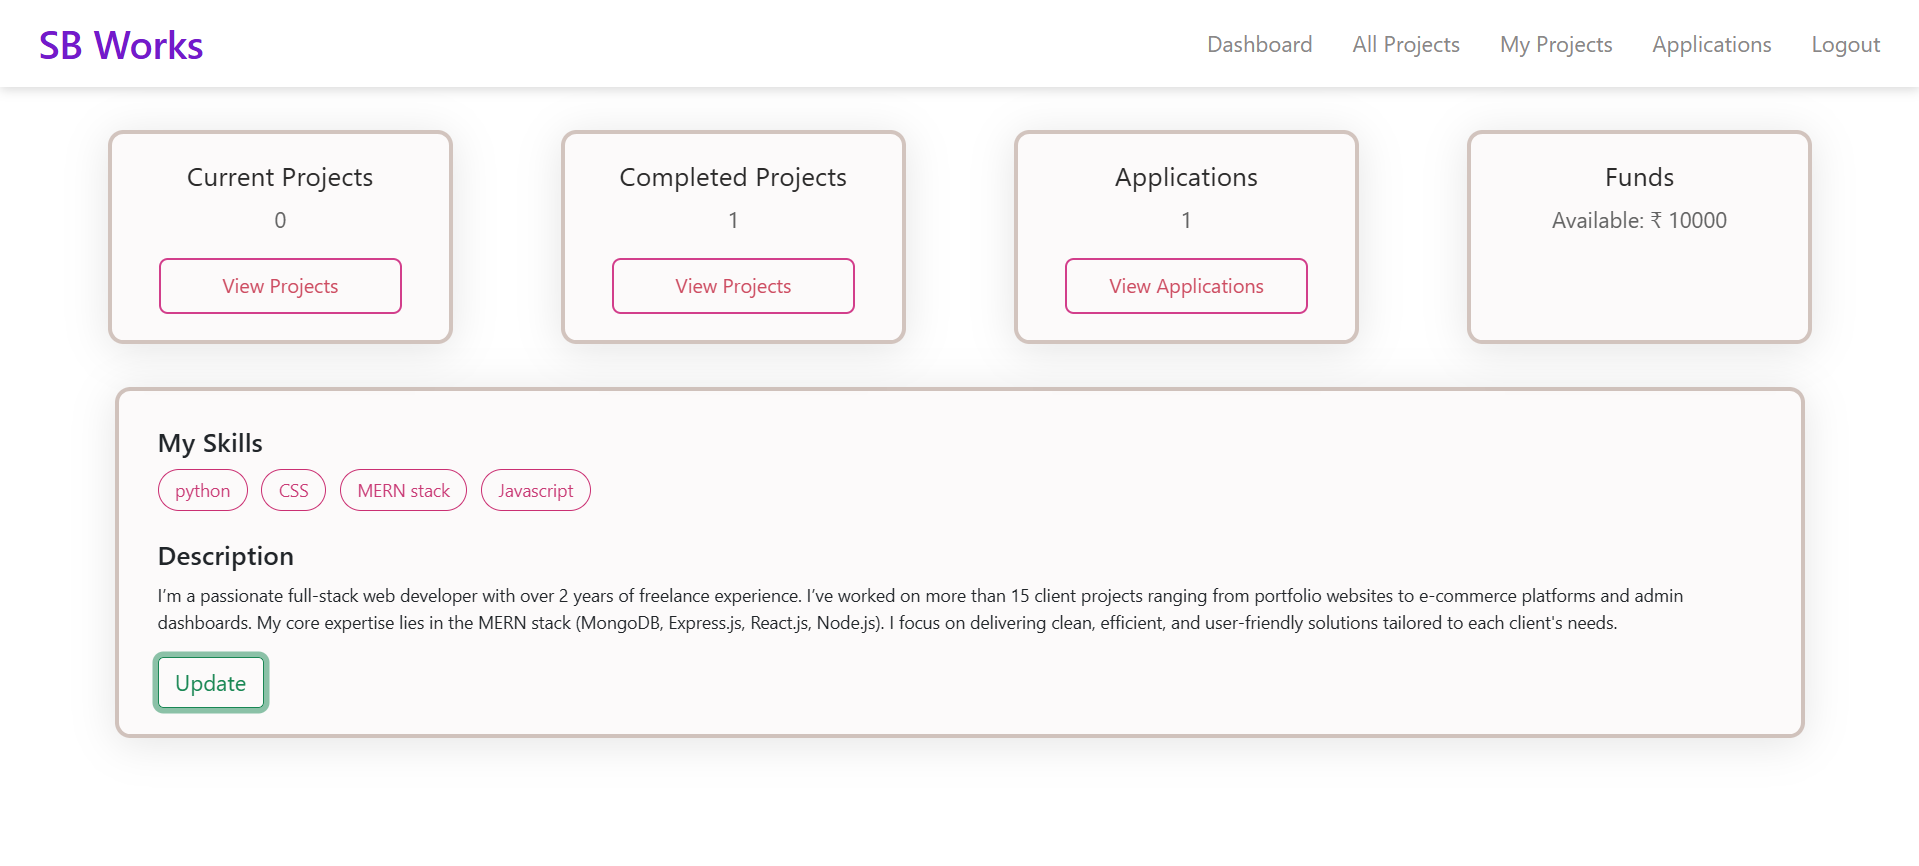 SB Works
Dashboard All Projects My Projects Applications Logout
Current Projects
0
View Projects
Completed Projects
1
View Projects
Applications
1
View Applications
Funds
Available: ₹ 10000
My Skills
python CSS MERN stack Javascript
Description
I’m a passionate full-stack web developer with over 2 years of freelance experience. I’ve worked on more than 15 client projects ranging from portfolio websites to e-commerce platforms and admin
dashboards. My core expertise lies in the MERN stack (MongoDB, Express.js, React.js, Node.js). I focus on delivering clean, efficient, and user-friendly solutions tailored to each client's needs.
Update